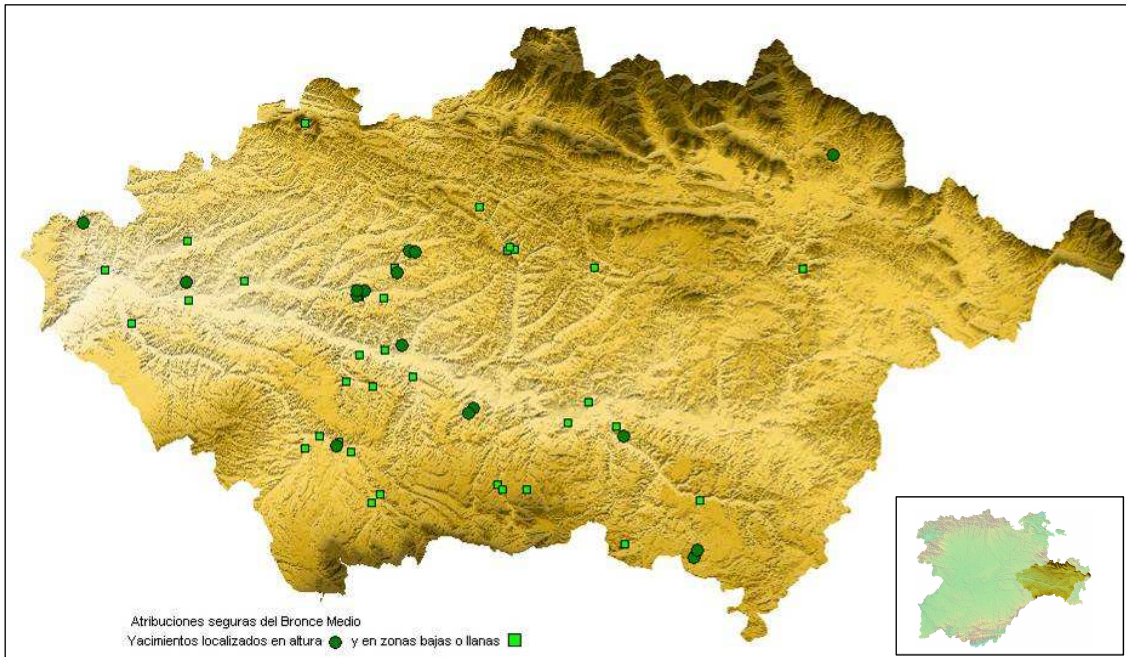 Atribuciones seguras del Bronce Medio
Yacimientos localizados en altura y en zonas bajas o llanas